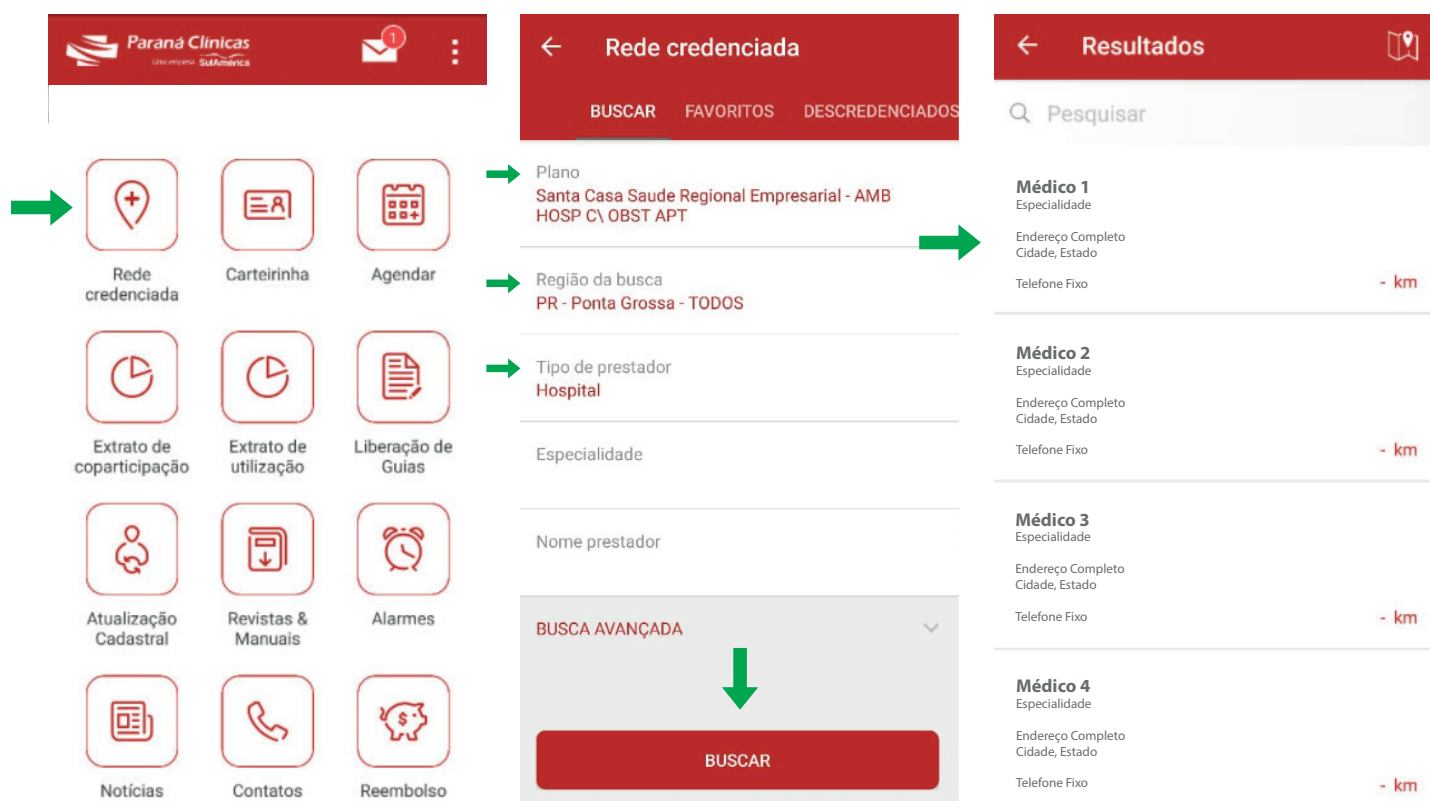 Paraná Clínicas
Uma empresa SulAmérica
1
Rede
credenciada
Carteirinha
Agendar
Extrato de
coparticipação
Extrato de
utilização
Liberação de
Guias
Atualização
Cadastral
Revistas &
Manuais
Alarmes
Notícias
Contatos
Reembolso
Rede credenciada
BUSCAR
FAVORITOS
DESCREDENCIADOS
Plano
Santa Casa Saude Regional Empresarial - AMB
HOSP C\ OBST APT
Região da busca
PR - Ponta Grossa - TODOS
Tipo de prestador
Hospital
Especialidade
Nome prestador
BUSCA AVANÇADA
BUSCAR
Resultados
Pesquisar
Médico 1
Especialidade
Endereço Completo
Cidade, Estado
Telefone Fixo
- km
Médico 2
Especialidade
Endereço Completo
Cidade, Estado
Telefone Fixo
- km
Médico 3
Especialidade
Endereço Completo
Cidade, Estado
Telefone Fixo
- km
Médico 4
Especialidade
Endereço Completo
Cidade, Estado
Telefone Fixo
- km